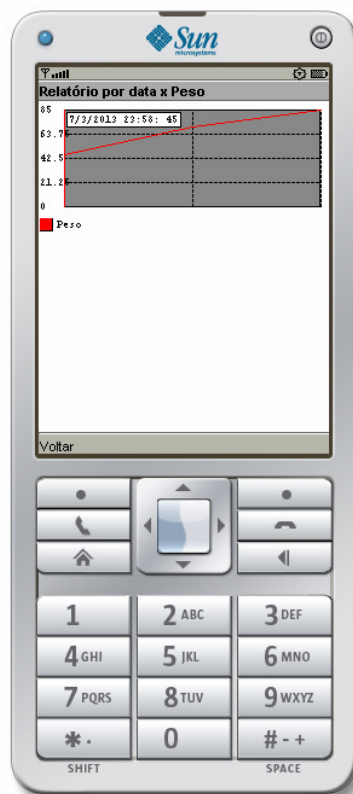 Sun
microsystems
Relatório por data x Peso
85
7/3/2013 23:58: 45
63.75
42.5
21.25
0
Peso
Voltar
1
2 ABC
3 DEF
4 GHI
5 JKL
6 MNO
7 PQRS
8 TUV
9 WXYZ
* .
0
# - +
SHIFT
SPACE